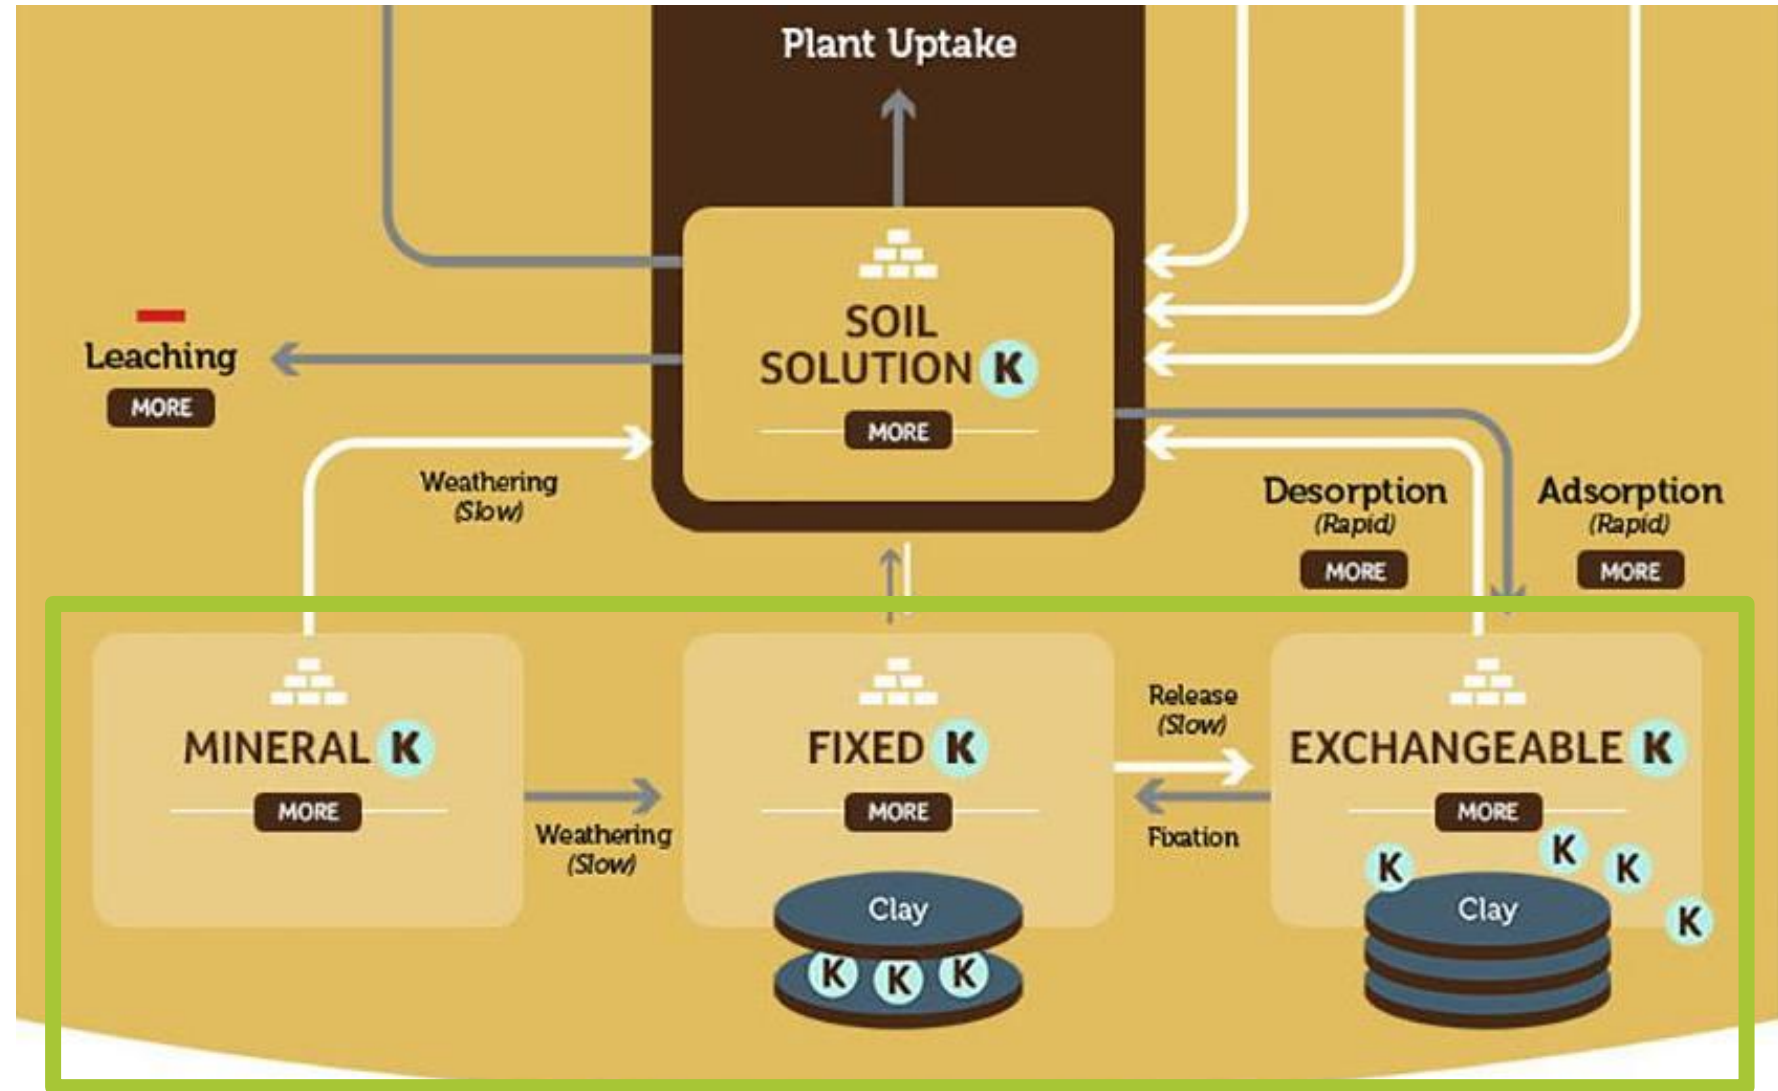 Plant Uptake
SOIL
SOLUTION K
MORE
Leaching
MORE
Weathering
(Slow)
Desorption
(Rapid)
MORE
Adsorption
(Rapid)
MORE
MINERAL K
MORE
Weathering
(Slow)
FIXED K
MORE
Clay
K K K
Release
(Slow)
Fixation
EXCHANGEABLE K
MORE
K K K K
Clay